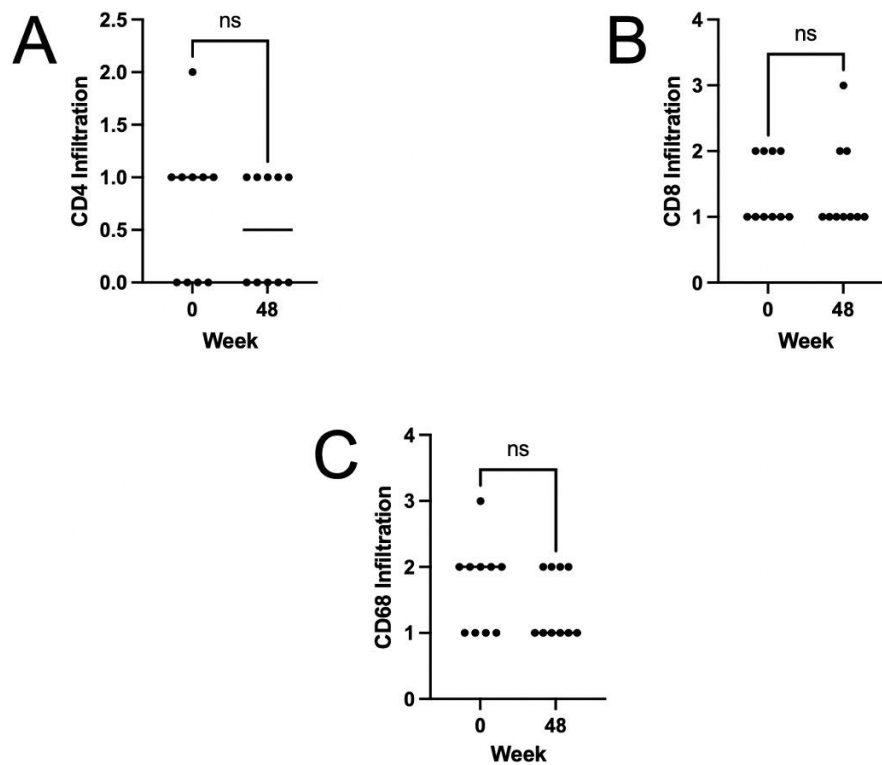 A
CD4 Infiltration
2.5
2.0
1.5
1.0
0.5
0.0
ns
0 48
Week
B
CD8 Infiltration
4
3
2
1
0
ns
0 48
Week
C
CD68 Infiltration
4
3
2
1
0
ns
0 48
Week